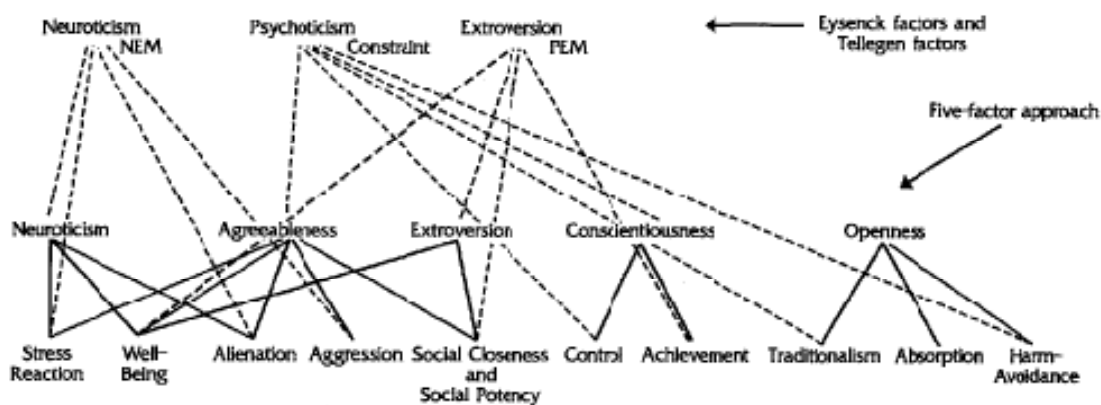 Neuroticism
NEM
Psychoticism
Constraint
Extroversion
PEM
Eysenck factors and
Tellegen factors
Five-factor approach
Neuroticism
Agreeableness
Extroversion
Conscientiousness
Openness
Stress
Reaction
Well-
Being
Alienation
Aggression
Social Closeness
and
Social Potency
Control
Achievement
Traditionalism
Absorption
Harm-
Avoidance